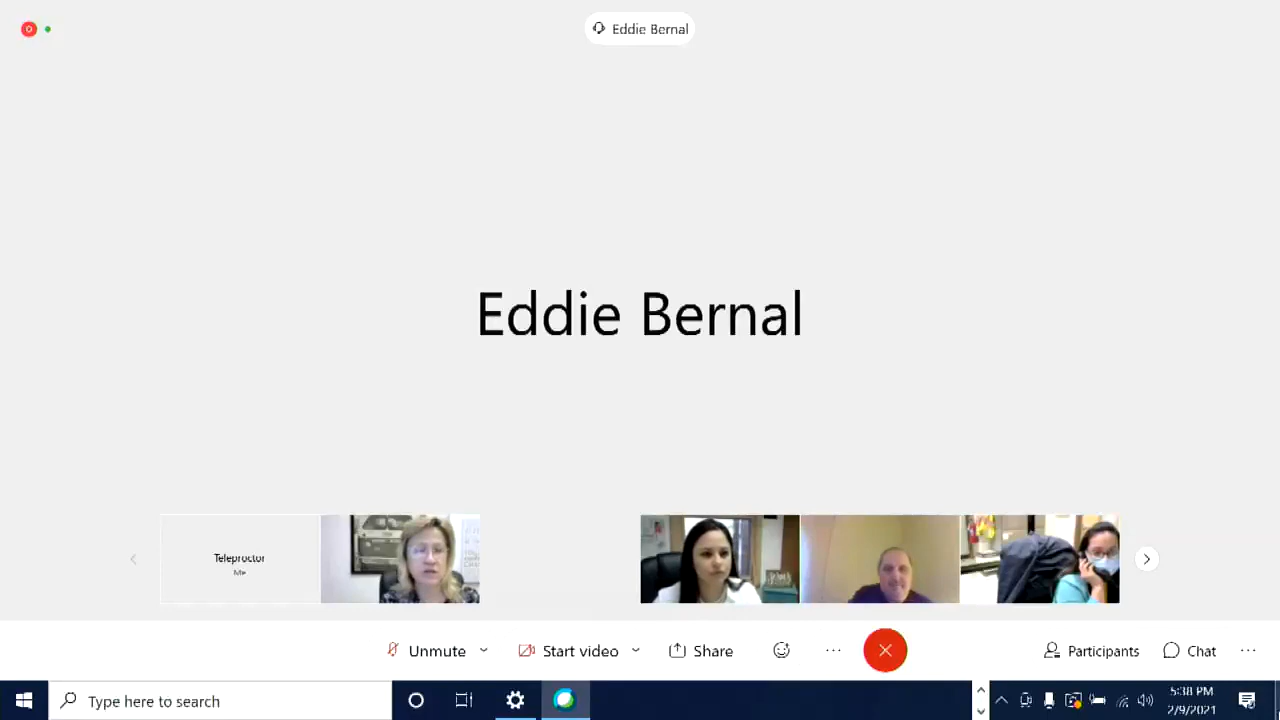 Eddie Bernal
Eddie Bernal
Teleproctor
Me
Unmute
Start video
Share
Participants
Chat
Type here to search
5:38 PM
2/9/2021